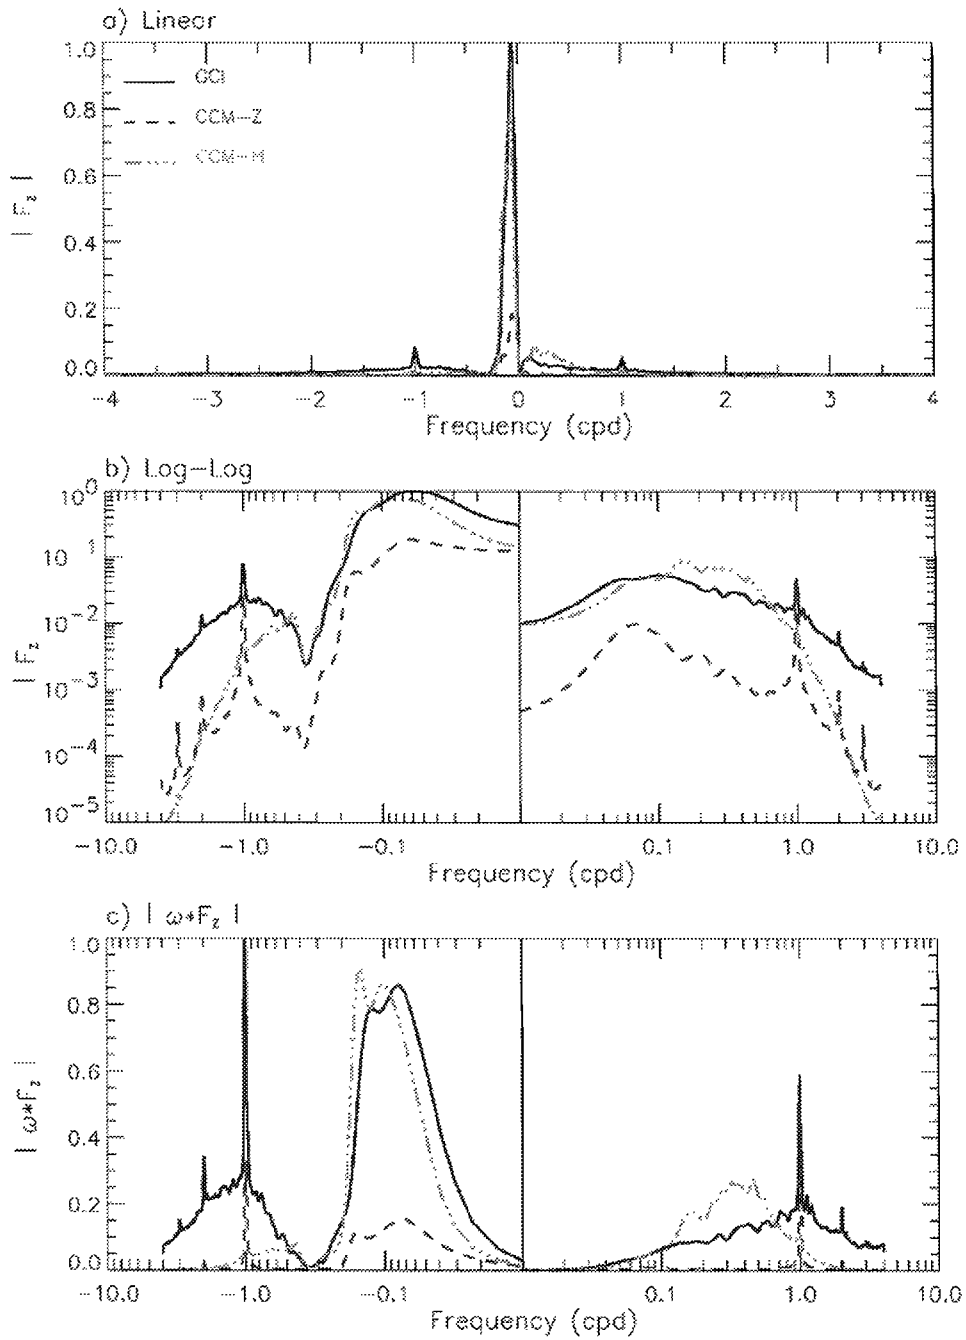 a) Linear
1.0
0.8
0.6
0.4
0.2
0.0
| F_z |
GCI
CCM-Z
CCM-M
-4 -3 -2 -1 0 1 2 3 4
Frequency (cpd)
b) Log-Log
10^0
10^-1
10^-2
10^-3
10^-4
10^-5
| F_z |
-10.0 -1.0 -0.1 0.1 1.0 10.0
Frequency (cpd)
c) | ω*F_z |
1.0
0.8
0.6
0.4
0.2
0.0
| ω*F_z |
-10.0 -1.0 -0.1 0.1 1.0 10.0
Frequency (cpd)